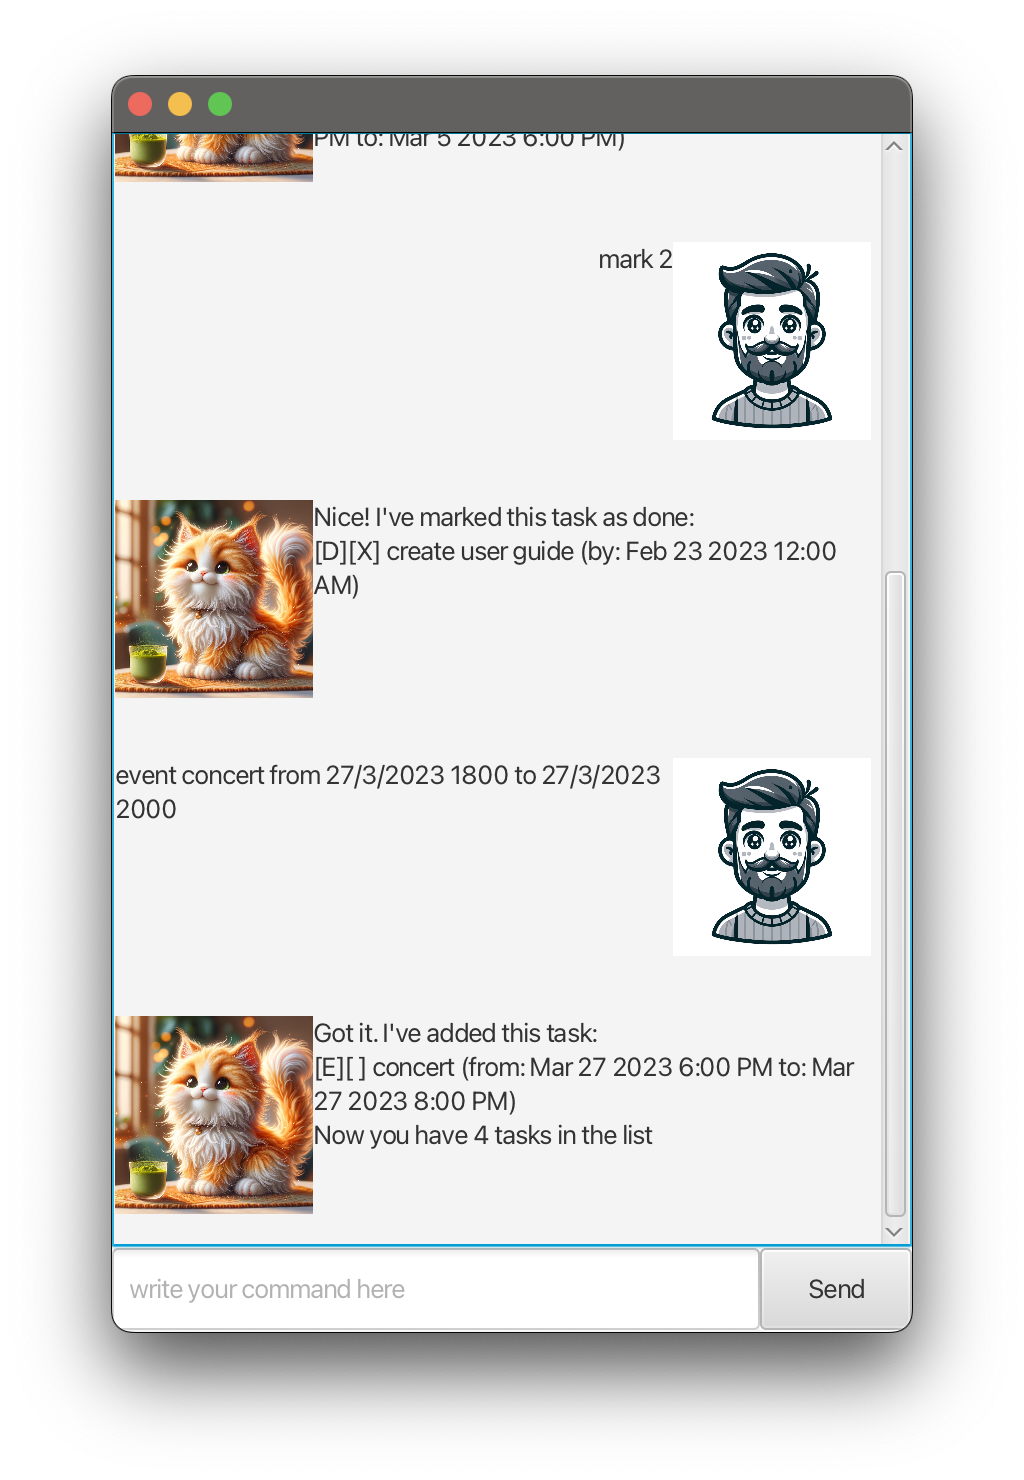 PM to: Mar 5 2023 6:00 PM)
mark 2
Nice! I've marked this task as done:
[D][X] create user guide (by: Feb 23 2023 12:00
AM)
event concert from 27/3/2023 1800 to 27/3/2023
2000
Got it. I've added this task:
[E][ ] concert (from: Mar 27 2023 6:00 PM to: Mar
27 2023 8:00 PM)
Now you have 4 tasks in the list
write your command here
Send